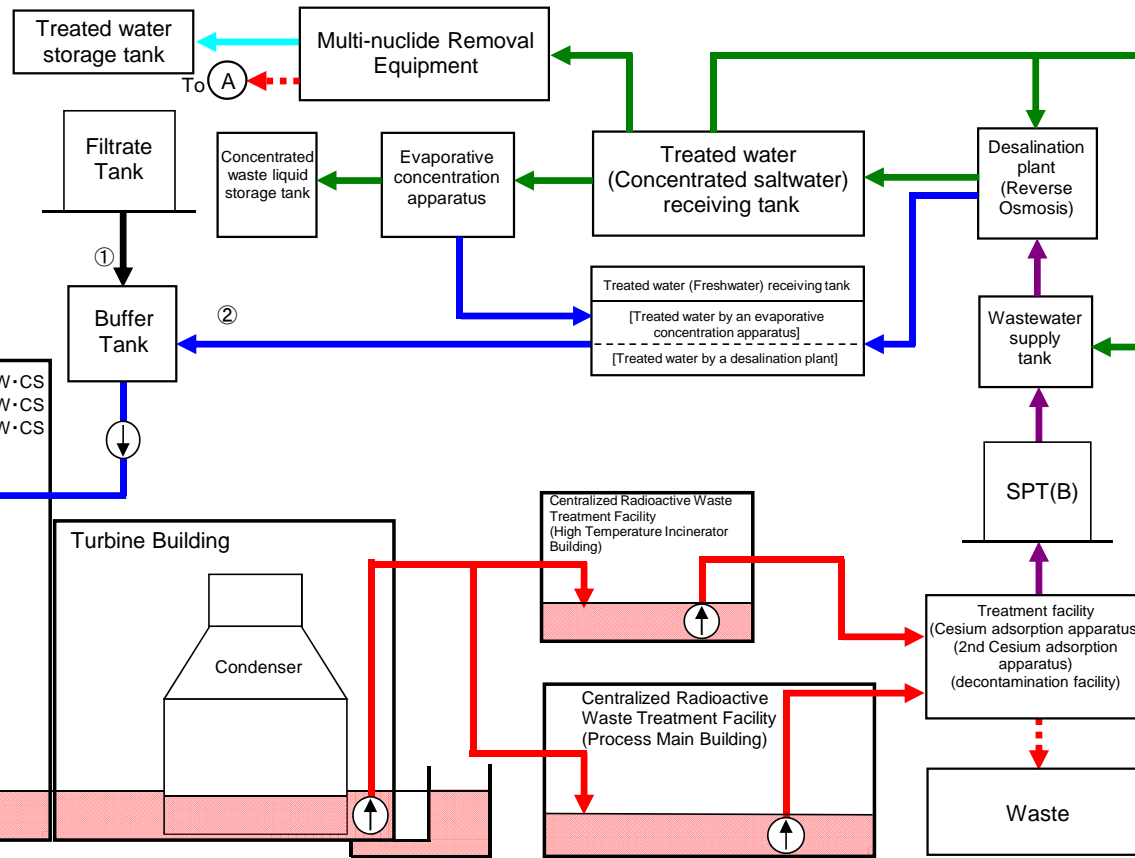 Treated water
storage tank
Multi-nuclide Removal
Equipment
To
A
Filtrate
Tank
Concentrated
waste liquid
storage tank
Evaporative
concentration
apparatus
Treated water
(Concentrated saltwater)
receiving tank
Desalination
plant
(Reverse
Osmosis)
①
Buffer
Tank
②
Treated water (Freshwater) receiving tank
[Treated water by an evaporative
concentration apparatus]
[Treated water by a desalination plant]
Wastewater
supply
tank
W・CS
W・CS
W・CS
SPT(B)
Turbine Building
Condenser
Centralized Radioactive Waste
Treatment Facility
(High Temperature Incinerator
Building)
Treatment facility
(Cesium adsorption apparatus
(2nd Cesium adsorption
apparatus)
(decontamination facility)
Centralized Radioactive
Waste Treatment Facility
(Process Main Building)
Waste